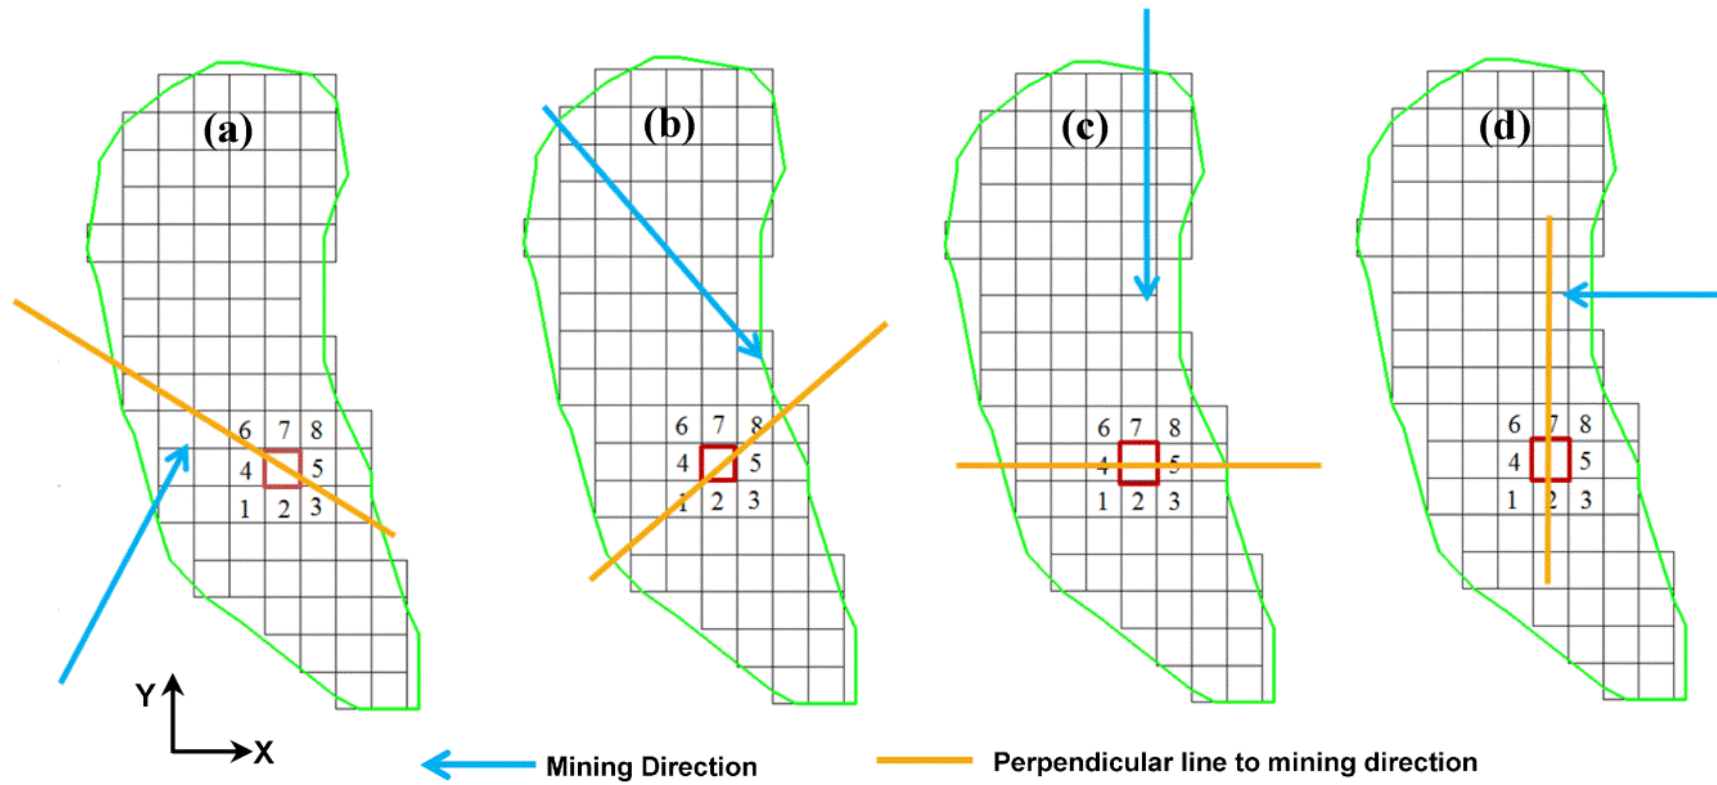 (a) (b) (c) (d)
6 7 8 6 7 8 6 7 8 6 7 8
4 5 4 5 4 5 4 5
1 2 3 1 2 3 1 2 3 1 2 3
Y
X
Mining Direction
Perpendicular line to mining direction